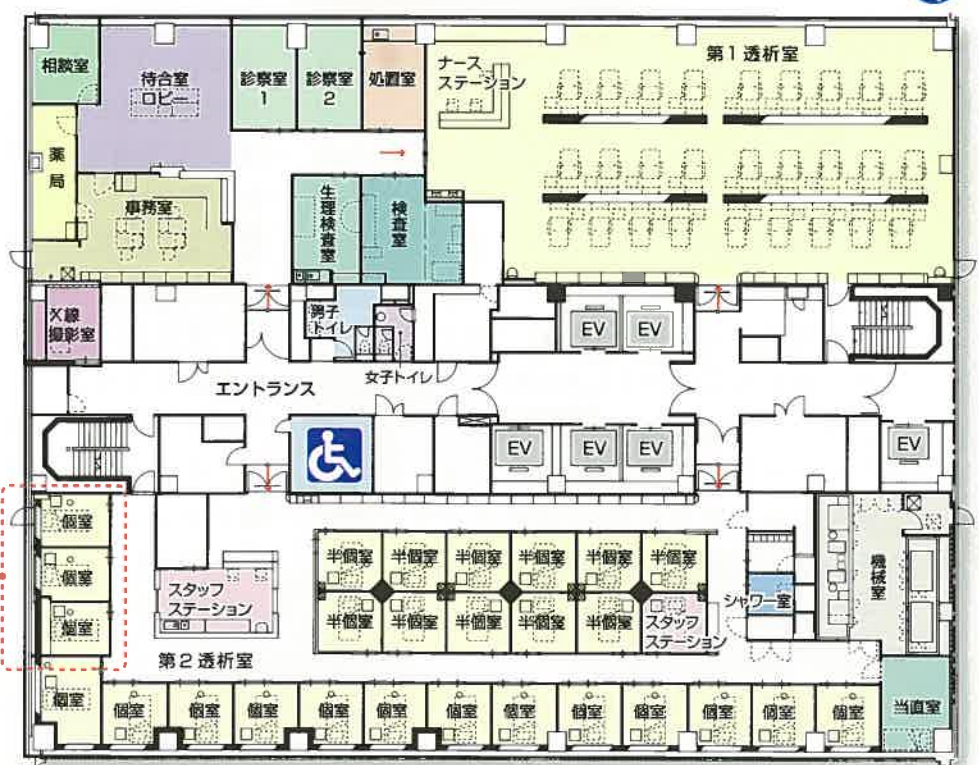 相談室
待合室
ロビー
診察室
1
診察室
2
処置室
ナース
ステーション
第1透析室
薬局
事務室
生理検査室
検査室
X線
撮影室
男子
トイレ
女子トイレ
EV
EV
エントランス
EV
EV
EV
EV
個室
個室
個室
個室
スタッフ
ステーション
半個室
半個室
半個室
半個室
半個室
半個室
半個室
半個室
半個室
半個室
半個室
スタッフ
ステーション
シャワー室
機械室
第2透析室
個室
個室
個室
個室
個室
個室
個室
個室
個室
個室
個室
個室
当直室